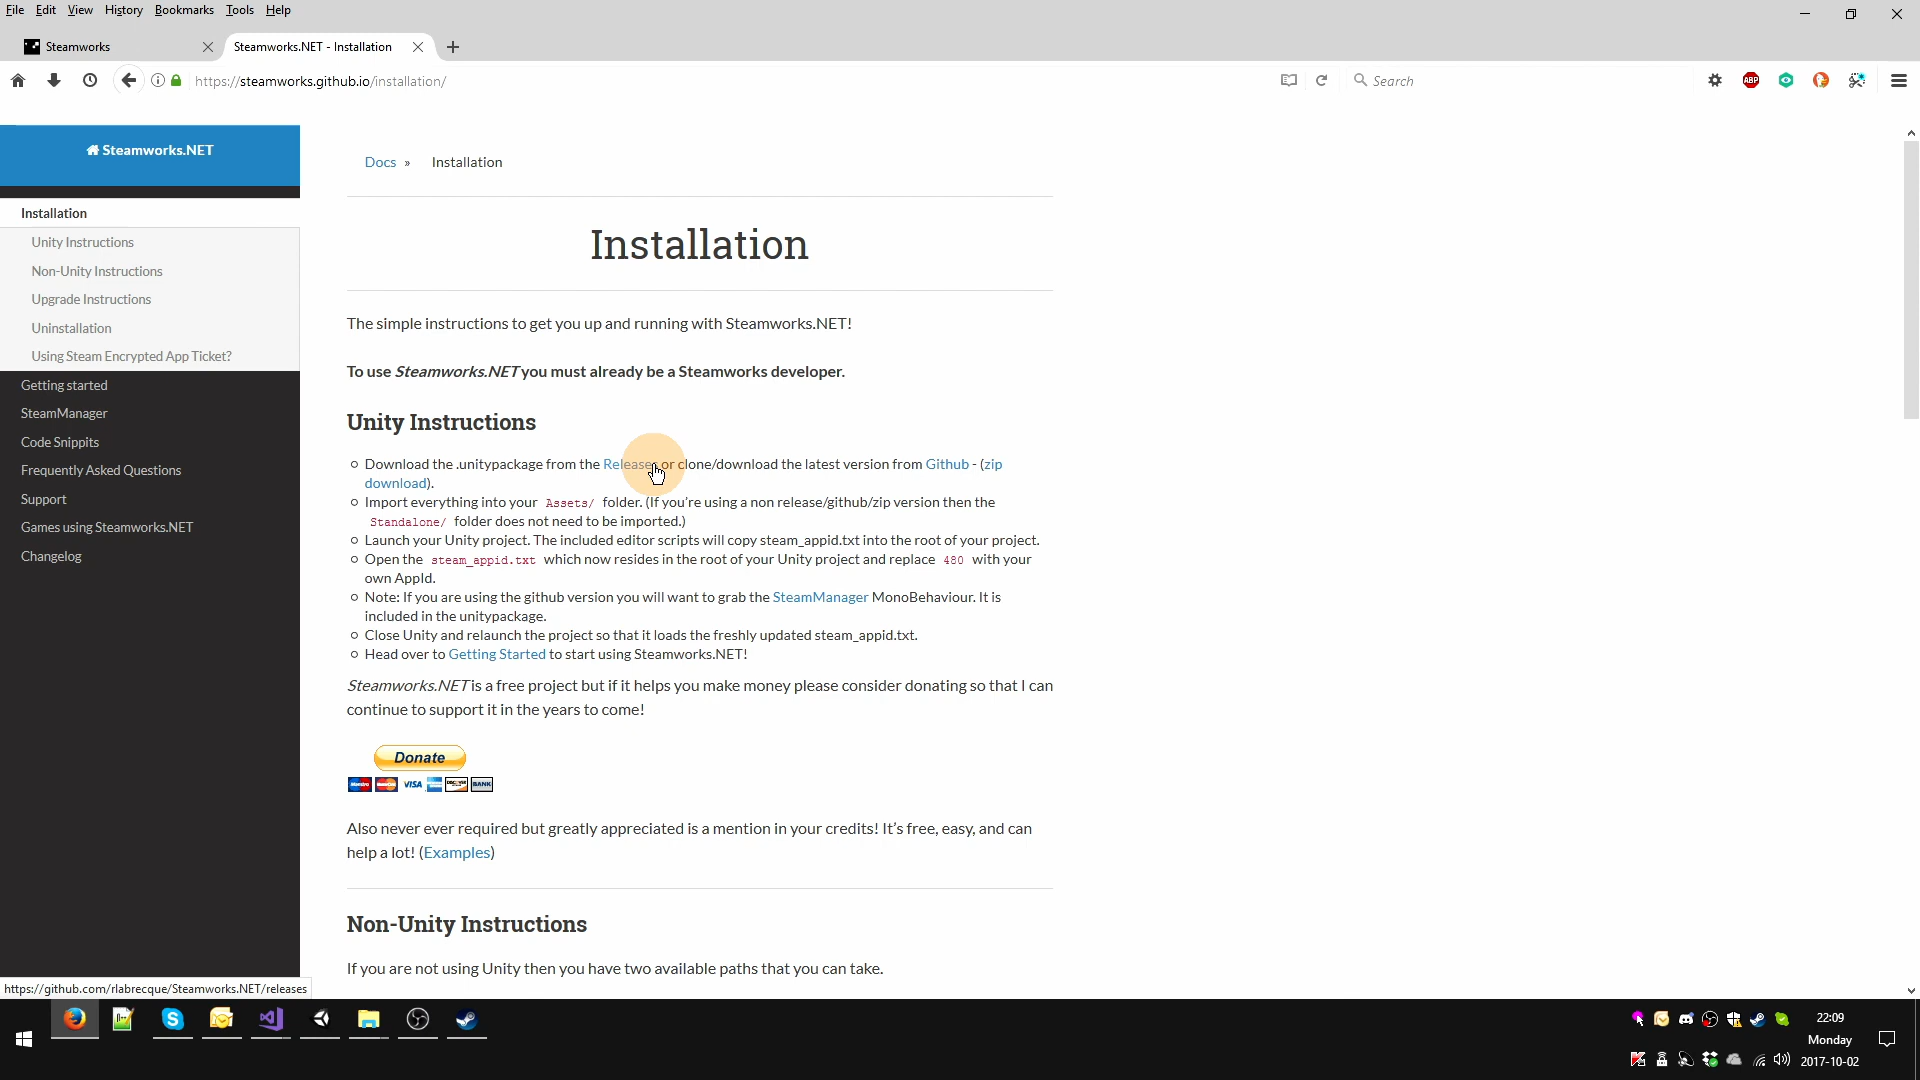 File Edit View History Bookmarks Tools Help
Steamworks
Steamworks.NET - Installation
https://steamworks.github.io/installation/
Search
ABP
Steamworks.NET
Docs » Installation
Installation
Unity Instructions
Non-Unity Instructions
Upgrade Instructions
Uninstallation
Using Steam Encrypted App Ticket?
Getting started
SteamManager
Code Snippits
Frequently Asked Questions
Support
Games using Steamworks.NET
Changelog
Installation
The simple instructions to get you up and running with Steamworks.NET!
To use Steamworks.NET you must already be a Steamworks developer.
Unity Instructions
Download the .unitypackage from the Releases or clone/download the latest version from Github - (zip
download).
Import everything into your Assets/ folder. (If you're using a non release/github/zip version then the
Standalone/ folder does not need to be imported.)
Launch your Unity project. The included editor scripts will copy steam_appid.txt into the root of your project.
Open the steam_appid.txt which now resides in the root of your Unity project and replace 480 with your
own AppId.
Note: If you are using the github version you will want to grab the SteamManager MonoBehaviour. It is
included in the unitypackage.
Close Unity and relaunch the project so that it loads the freshly updated steam_appid.txt.
Head over to Getting Started to start using Steamworks.NET!
Steamworks.NET is a free project but if it helps you make money please consider donating so that I can
continue to support it in the years to come!
Donate
VISA
BANK
Also never ever required but greatly appreciated is a mention in your credits! It's free, easy, and can
help a lot! (Examples)
Non-Unity Instructions
If you are not using Unity then you have two available paths that you can take.
https://github.com/rlabrecque/Steamworks.NET/releases
22:09
Monday
2017-10-02